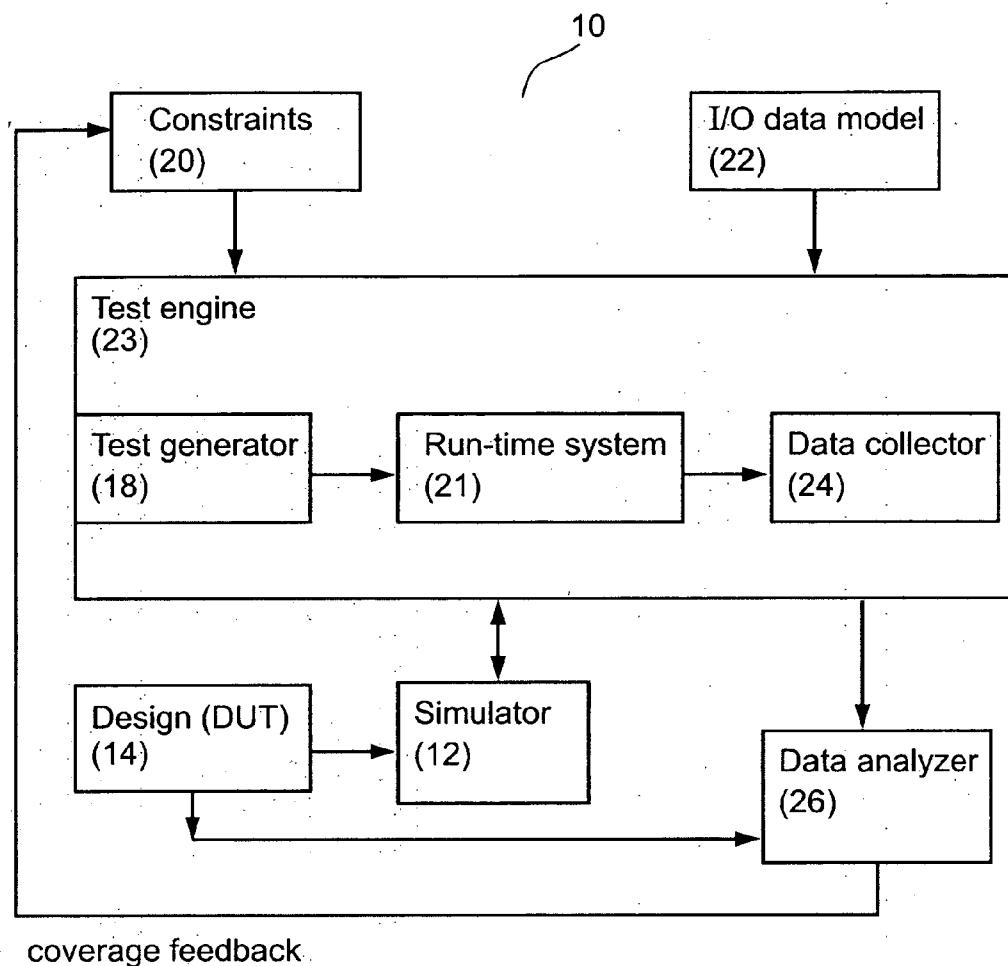 10
Constraints
(20)
I/O data model
(22)
Test engine
(23)
Test generator
(18)
Run-time system
(21)
Data collector
(24)
Design (DUT)
(14)
Simulator
(12)
Data analyzer
(26)
coverage feedback